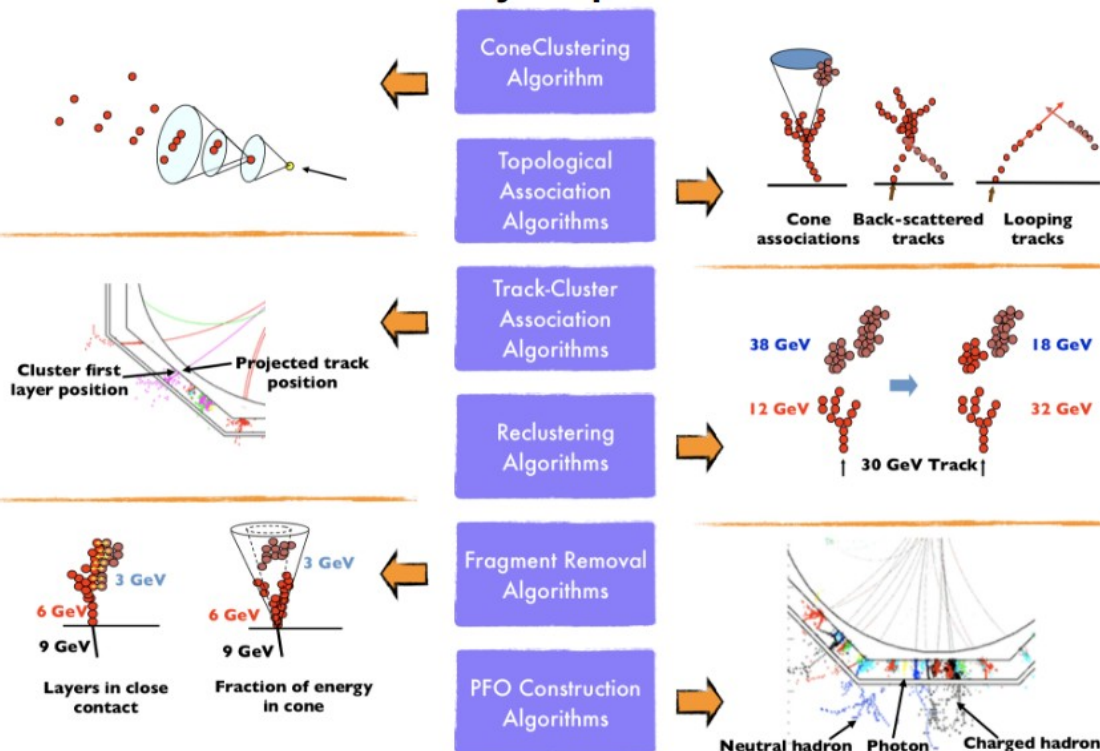 ConeClustering
Algorithm
Topological
Association
Algorithms
Cone
associations
Back-scattered
tracks
Looping
tracks
Track-Cluster
Association
Algorithms
Cluster first
layer position
Projected track
position
Reclustering
Algorithms
38 GeV
18 GeV
12 GeV
32 GeV
30 GeV Track
Fragment Removal
Algorithms
3 GeV
6 GeV
9 GeV
Layers in close
contact
3 GeV
6 GeV
9 GeV
Fraction of energy
in cone
PFO Construction
Algorithms
Neutral hadron
Photon
Charged hadron